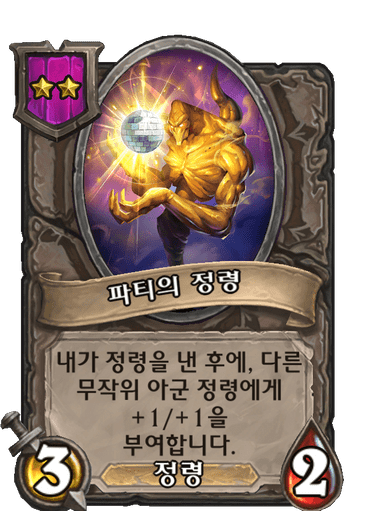 파티의 정령
내가 정령을 낸 후에, 다른
무작위 아군 정령에게
+1/+1을
부여합니다.
정령
3
2